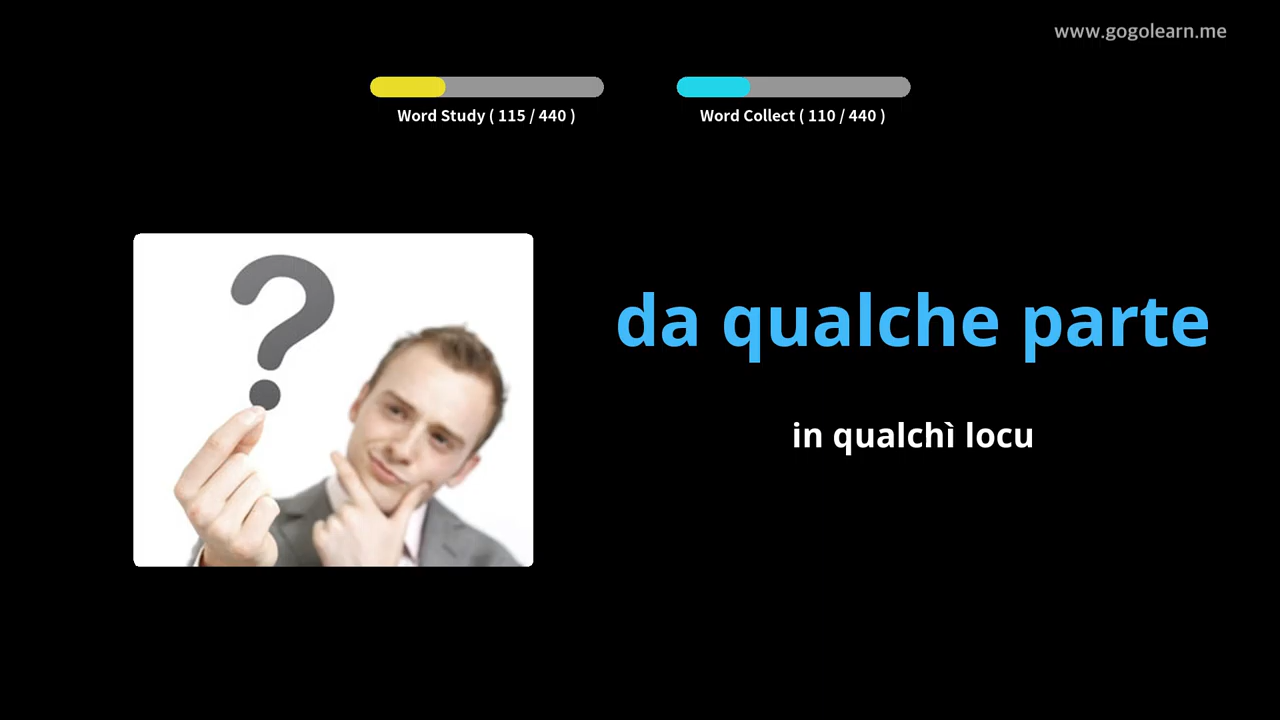 www.gogolearn.me
Word Study ( 115 / 440 )
Word Collect ( 110 / 440 )
da qualche parte
in qualchì locu